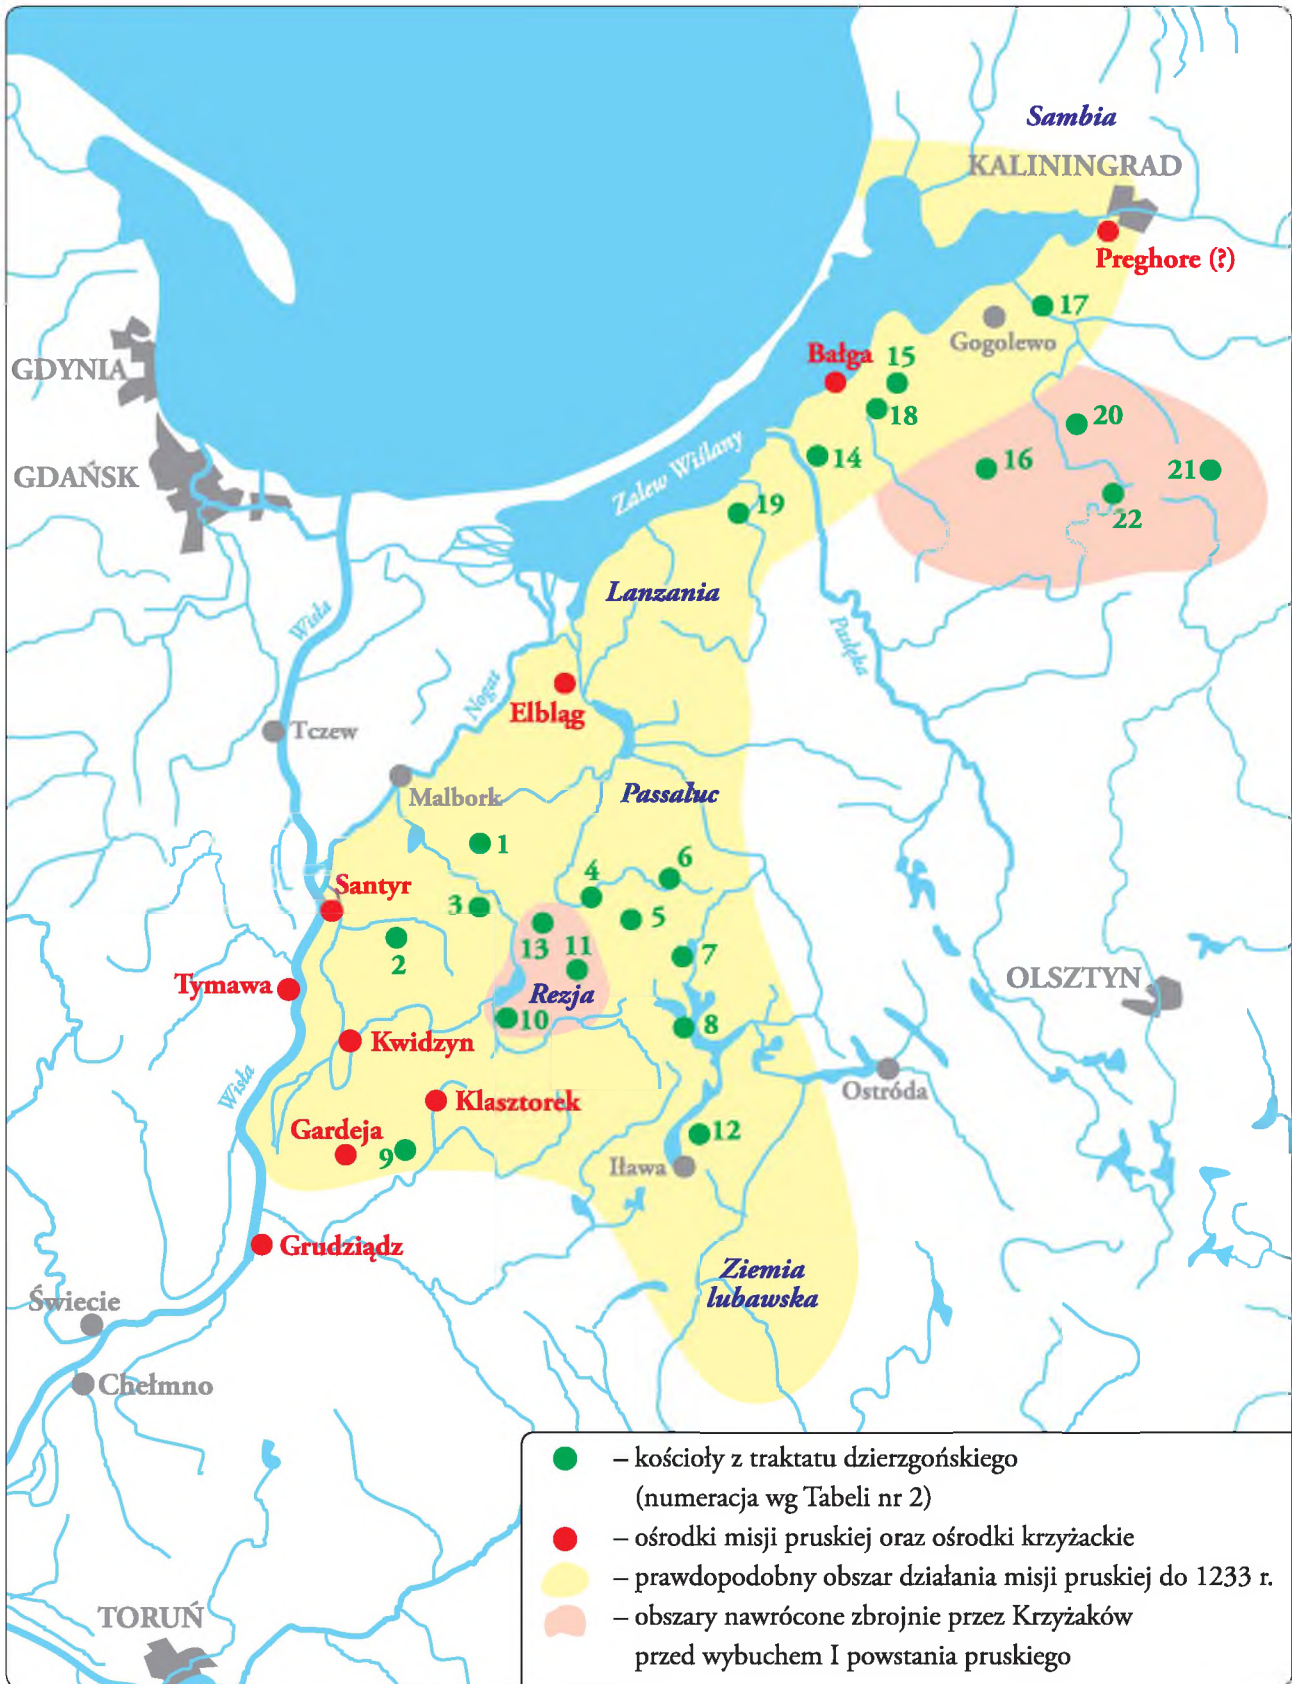 Sambia
KALININGRAD
Preghore (?)
17
Gogolewo
GDYNIA
Bałga
15
18
20
GDAŃSK
14
16
21
Zalew Wiślany
19
22
Lanzania
Wisła
Pasłęka
Nogat
Elbląg
Tczew
Malbork
Passaluc
1
6
4
Santyr
3
5
13
11
2
7
OLSZTYN
Tymawa
Rezja
10
8
Kwidzyn
Ostróda
Wisła
Klasztorek
Gardeja
12
9
Iława
Grudziądz
Ziemia
lubawska
Świecie
Chełmno
– kościoły z traktatu dzierzgońskiego
(numeracja wg Tabeli nr 2)
– ośrodki misji pruskiej oraz ośrodki krzyżackie
– prawdopodobny obszar działania misji pruskiej do 1233 r.
– obszary nawrócone zbrojnie przez Krzyżaków
przed wybuchem I powstania pruskiego
TORUŃ